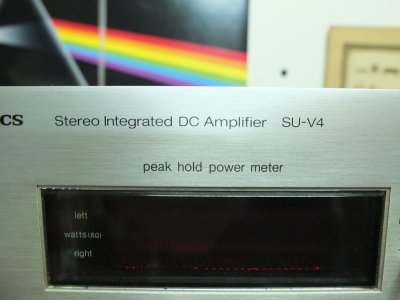 CS Stereo Integrated DC Amplifier SU-V4
peak hold power meter
left
watts (8Ω)
right